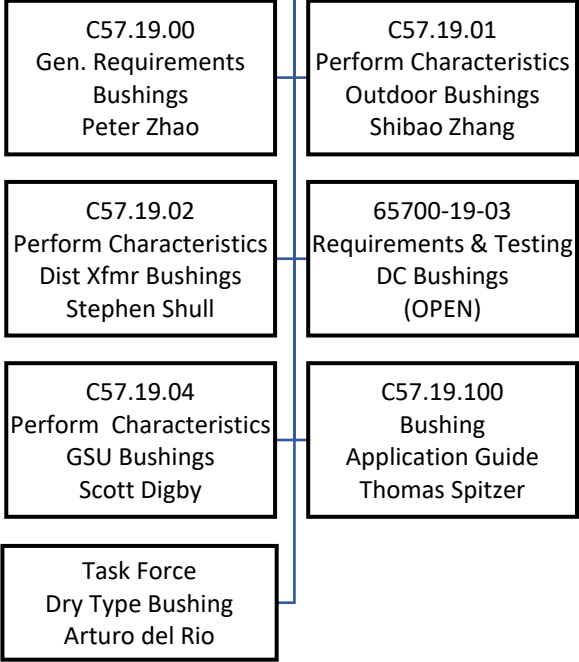 C57.19.00
Gen. Requirements
Bushings
Peter Zhao
C57.19.01
Perform Characteristics
Outdoor Bushings
Shibao Zhang
C57.19.02
Perform Characteristics
Dist Xfmr Bushings
Stephen Shull
65700-19-03
Requirements & Testing
DC Bushings
(OPEN)
C57.19.04
Perform Characteristics
GSU Bushings
Scott Digby
C57.19.100
Bushing
Application Guide
Thomas Spitzer
Task Force
Dry Type Bushing
Arturo del Rio